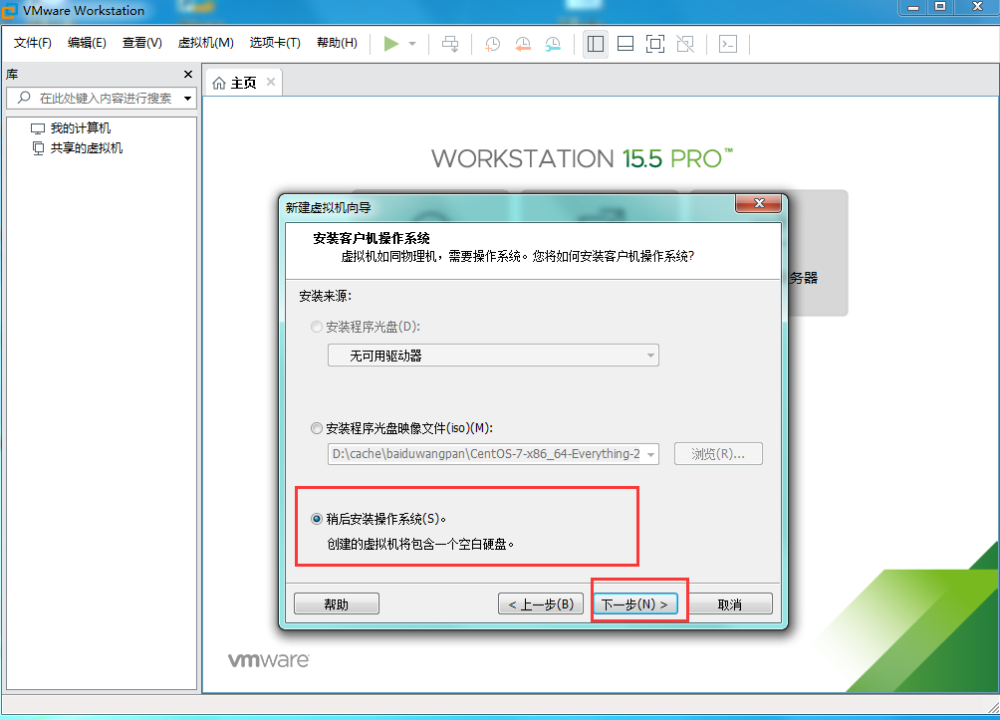 VMware Workstation
文件(F) 编辑(E) 查看(V) 虚拟机(M) 选项卡(T) 帮助(H)
库
在此处键入内容进行搜索
我的计算机
共享的虚拟机
主页
WORKSTATION 15.5 PRO™
务器
新建虚拟机向导
安装客户机操作系统
虚拟机如同物理机，需要操作系统。您将如何安装客户机操作系统?
安装来源:
安装程序光盘(D):
无可用驱动器
安装程序光盘映像文件(iso)(M):
D:\cache\baiduwangpan\CentOS-7-x86_64-Everything-2 浏览(R)...
稍后安装操作系统(S)。
创建的虚拟机将包含一个空白硬盘。
帮助 < 上一步(B) 下一步(N) > 取消
vmware